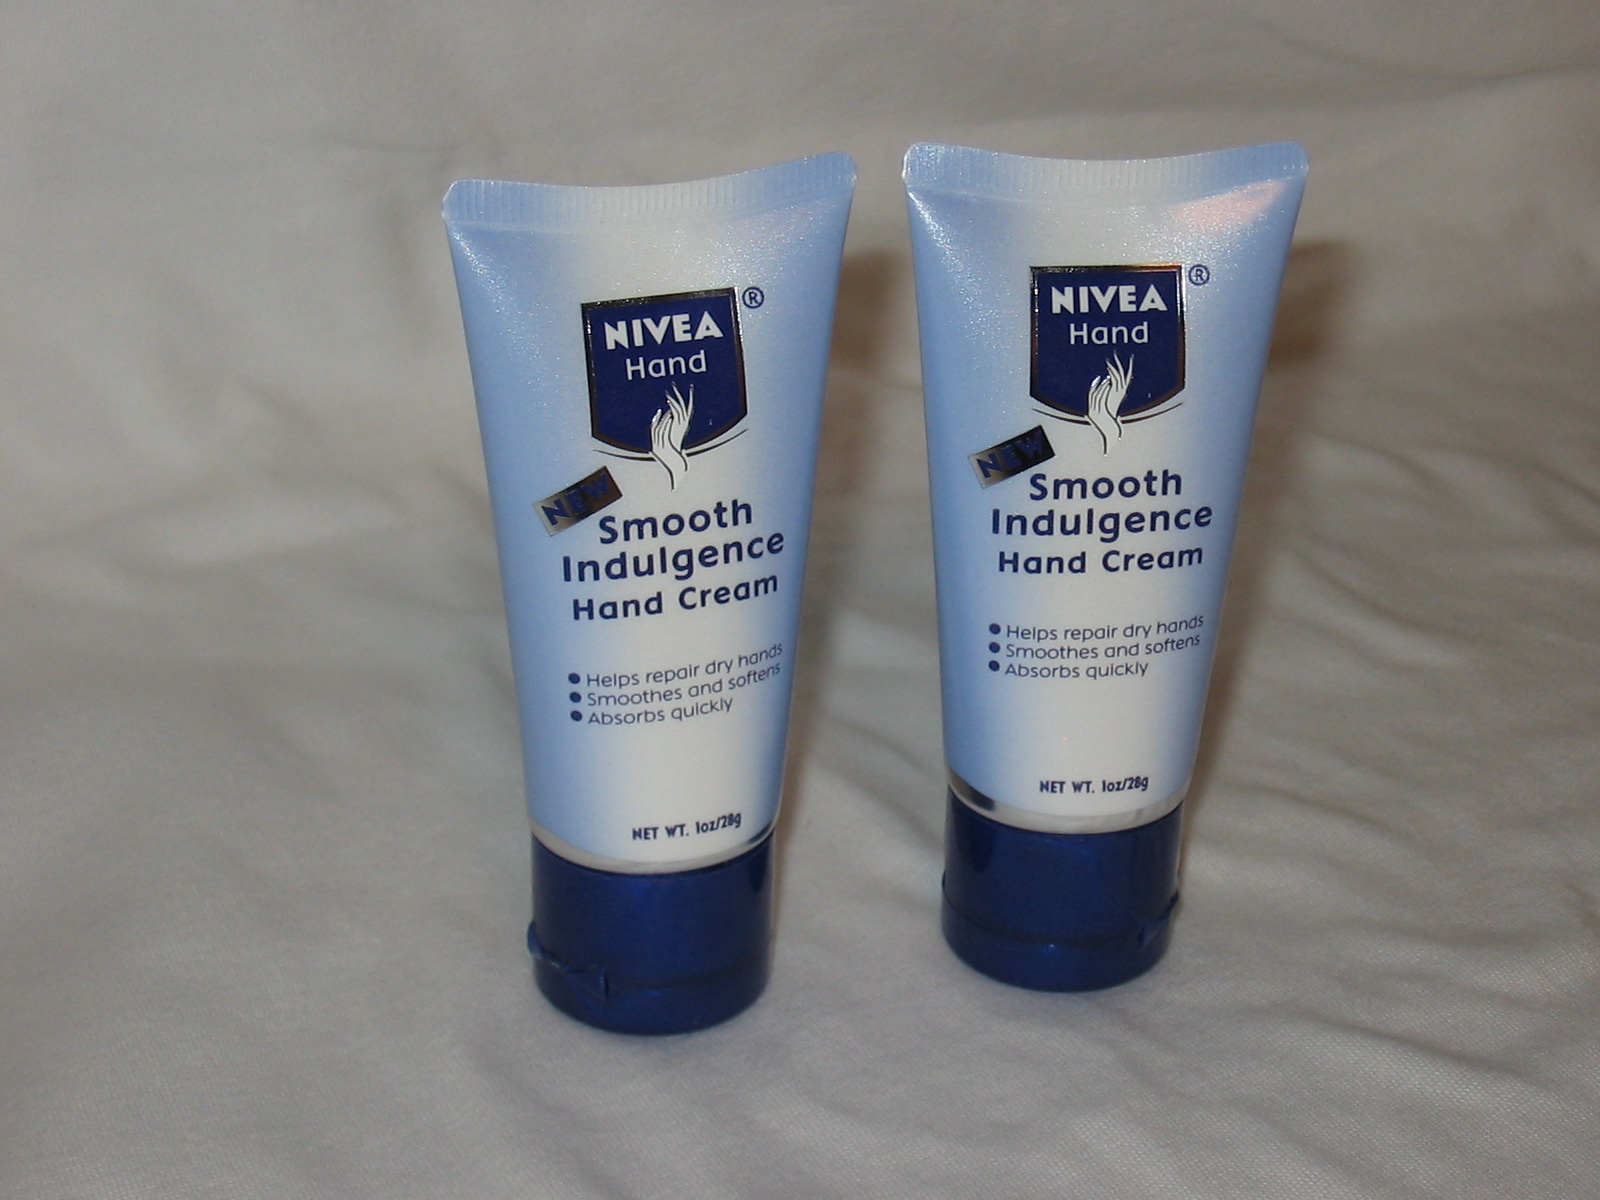 NIVEA ®
Hand
NEW
Smooth
Indulgence
Hand Cream
● Helps repair dry hands
● Smoothes and softens
● Absorbs quickly
NET WT. 1oz/28g
NIVEA ®
Hand
NEW
Smooth
Indulgence
Hand Cream
● Helps repair dry hands
● Smoothes and softens
● Absorbs quickly
NET WT. 1oz/28g